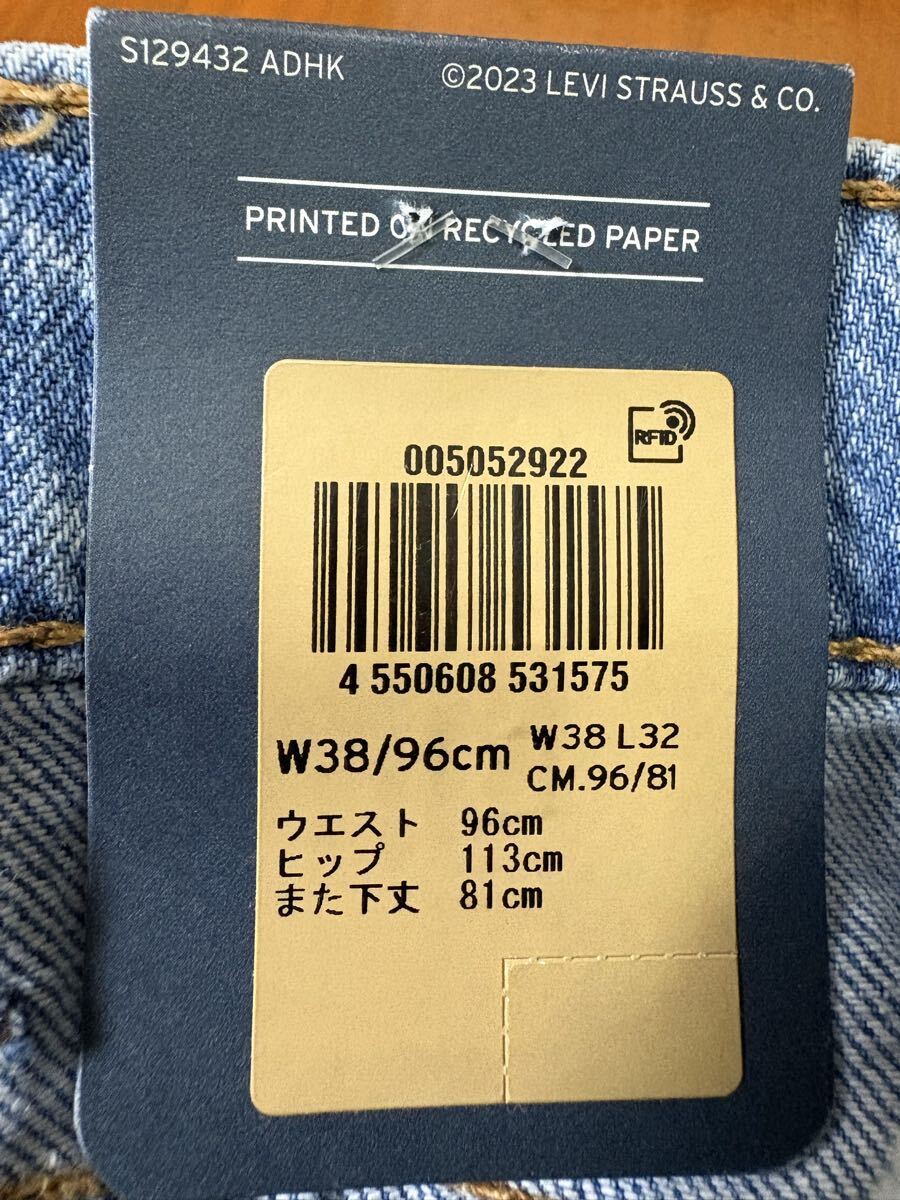 S129432 ADHK
©2023 LEVI STRAUSS & CO.
PRINTED ON RECYCLED PAPER
RFID
005052922
4 550608 531575
W38/96cm
W38 L32
CM.96/81
ウエスト 96cm
ヒップ 113cm
また下丈 81cm